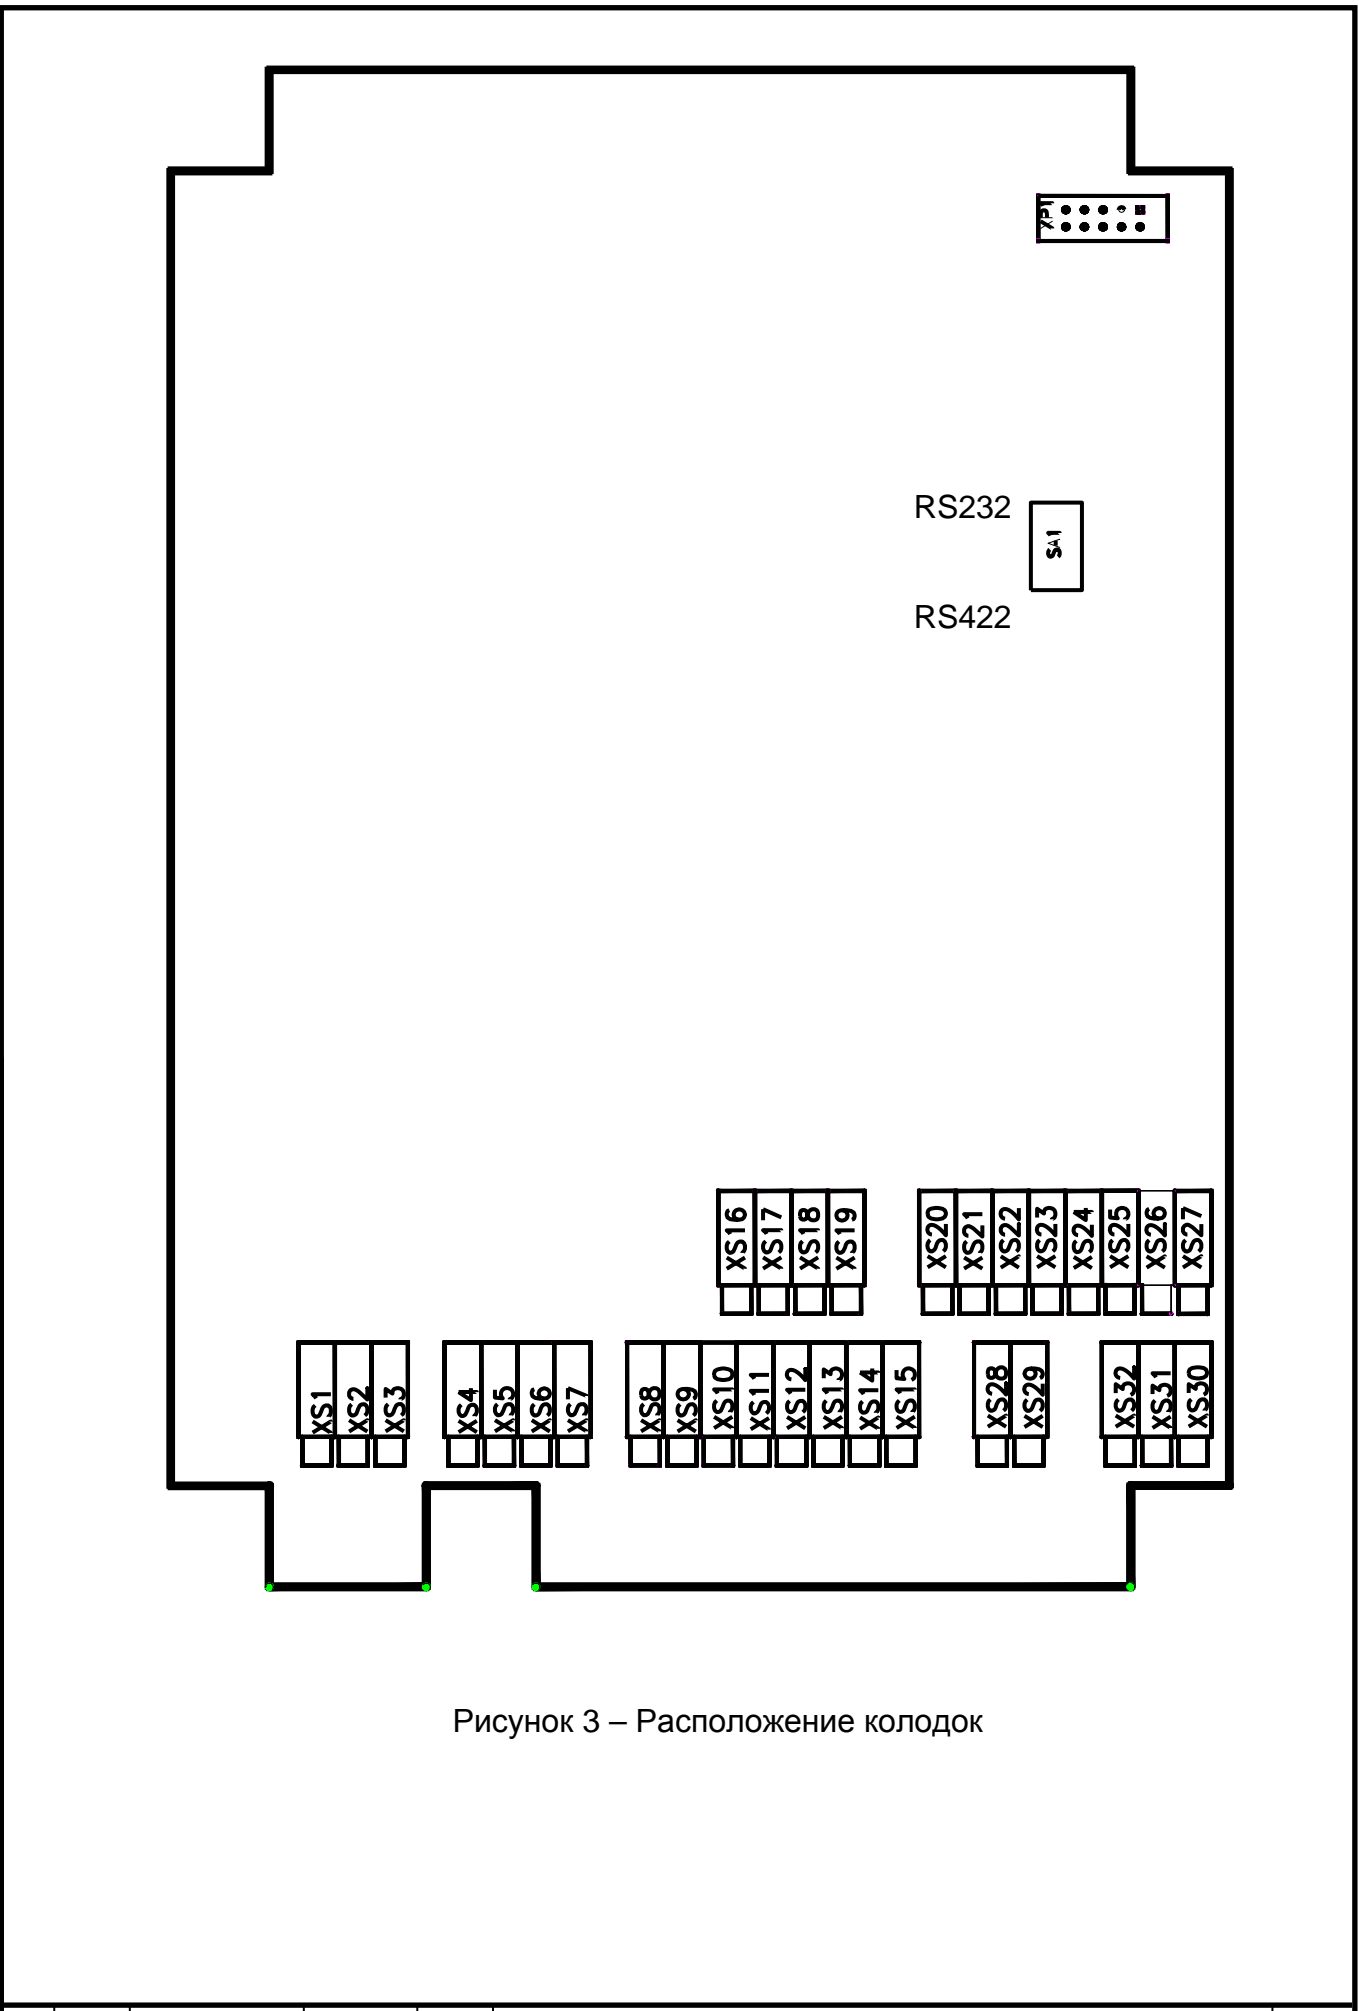 XP1
RS232
SA1
RS422
XS16 XS17 XS18 XS19 XS20 XS21 XS22 XS23 XS24 XS25 XS26 XS27
XS1 XS2 XS3 XS4 XS5 XS6 XS7 XS8 XS9 XS10 XS11 XS12 XS13 XS14 XS15 XS28 XS29 XS32 XS31 XS30
Рисунок 3 – Расположение колодок